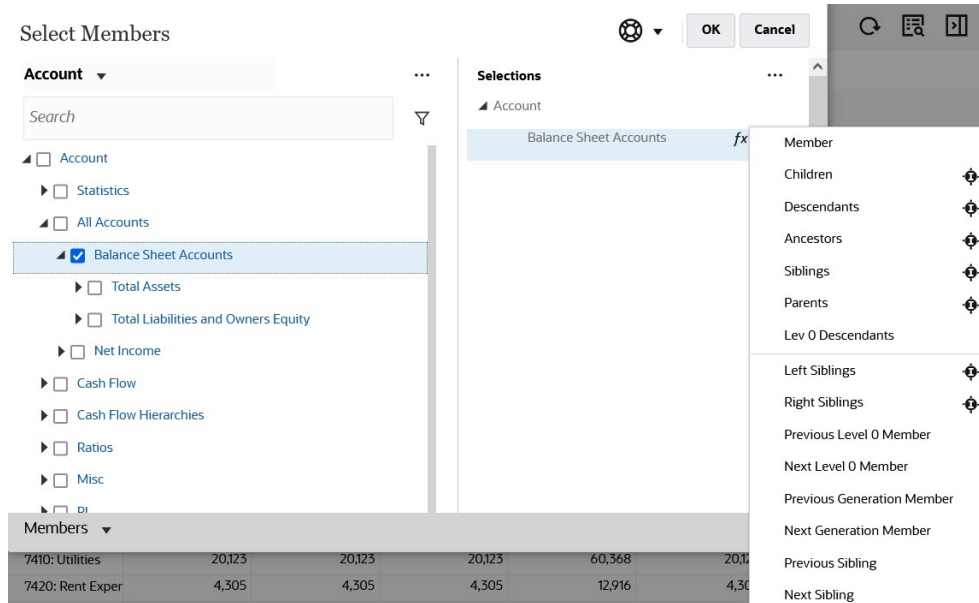 Select Members
OK
Cancel
Account
...
Search
Account
Statistics
All Accounts
Balance Sheet Accounts
Total Assets
Total Liabilities and Owners Equity
Net Income
Cash Flow
Cash Flow Hierarchies
Ratios
Misc
Selections
...
Account
Balance Sheet Accounts fx
Member
Children
Descendants
Ancestors
Siblings
Parents
Lev 0 Descendants
Left Siblings
Right Siblings
Previous Level 0 Member
Next Level 0 Member
Previous Generation Member
Next Generation Member
Previous Sibling
Next Sibling
Members
7410: Utilities 20,123 20,123 20,123 60,368
7420: Rent Exper 4,305 4,305 4,305 12,916